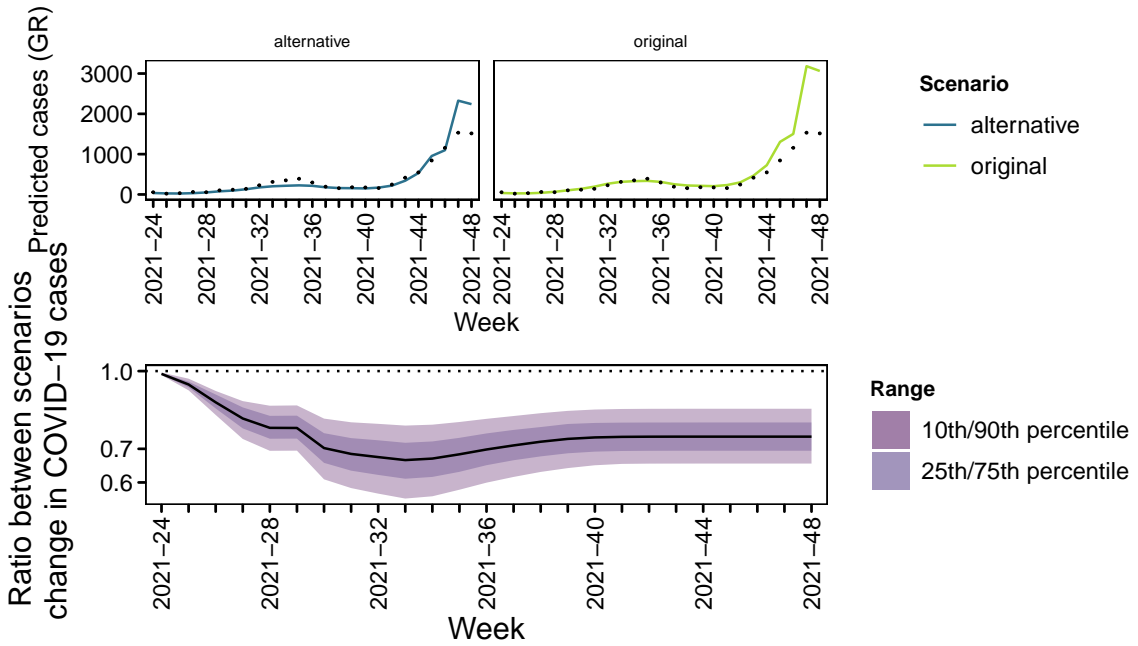 alternative
original
Predicted cases (GR)
3000
2000
1000
0
2021−24
2021−28
2021−32
2021−36
2021−40
2021−44
2021−48
2021−24
2021−28
2021−32
2021−36
2021−40
2021−44
2021−48
Week
Scenario
alternative
original
Ratio between scenarios
change in COVID−19 cases
1.0
0.7
0.6
2021−24
2021−28
2021−32
2021−36
2021−40
2021−44
2021−48
Week
Range
10th/90th percentile
25th/75th percentile